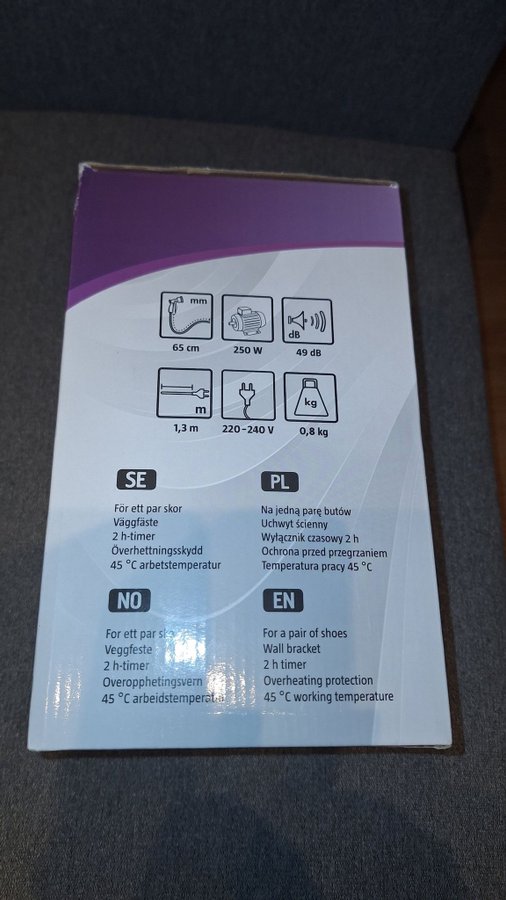 mm
65 cm
250 W
dB
49 dB
m
1,3 m
220-240 V
kg
0,8 kg
SE
För ett par skor
Väggfäste
2 h-timer
Överhettningsskydd
45 °C arbetstemperatur
PL
Na jedną parę butów
Uchwyt ścienny
Wyłącznik czasowy 2 h
Ochrona przed przegrzaniem
Temperatura pracy 45 °C
NO
For ett par
Veggfeste
2 h-timer
Overopphetingsvern
45 °C arbeidstemperatur
EN
For a pair of shoes
Wall bracket
2 h timer
Overheating protection
45 °C working temperature